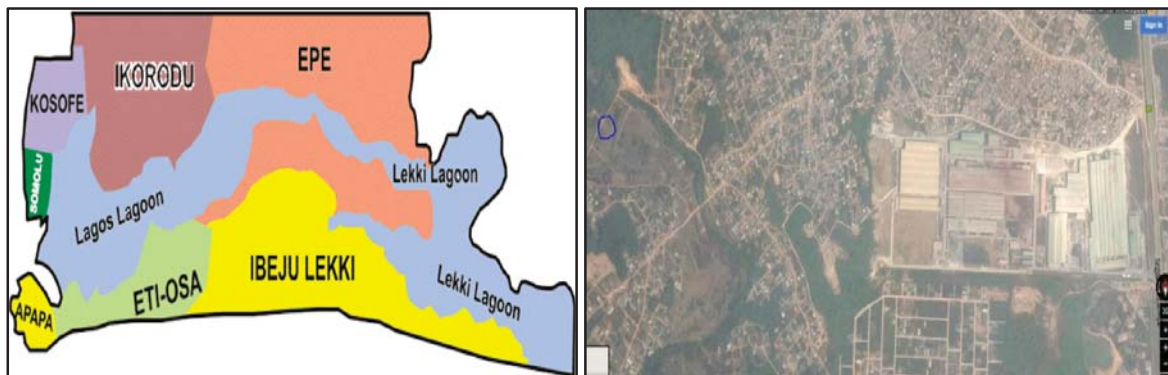 IKORODU
EPE
KOSOFE
SOMOLU
Lekki Lagoon
Lagos Lagoon
IBEJU LEKKI
ETI-OSA
Lekki Lagoon
APAPA
Sign in